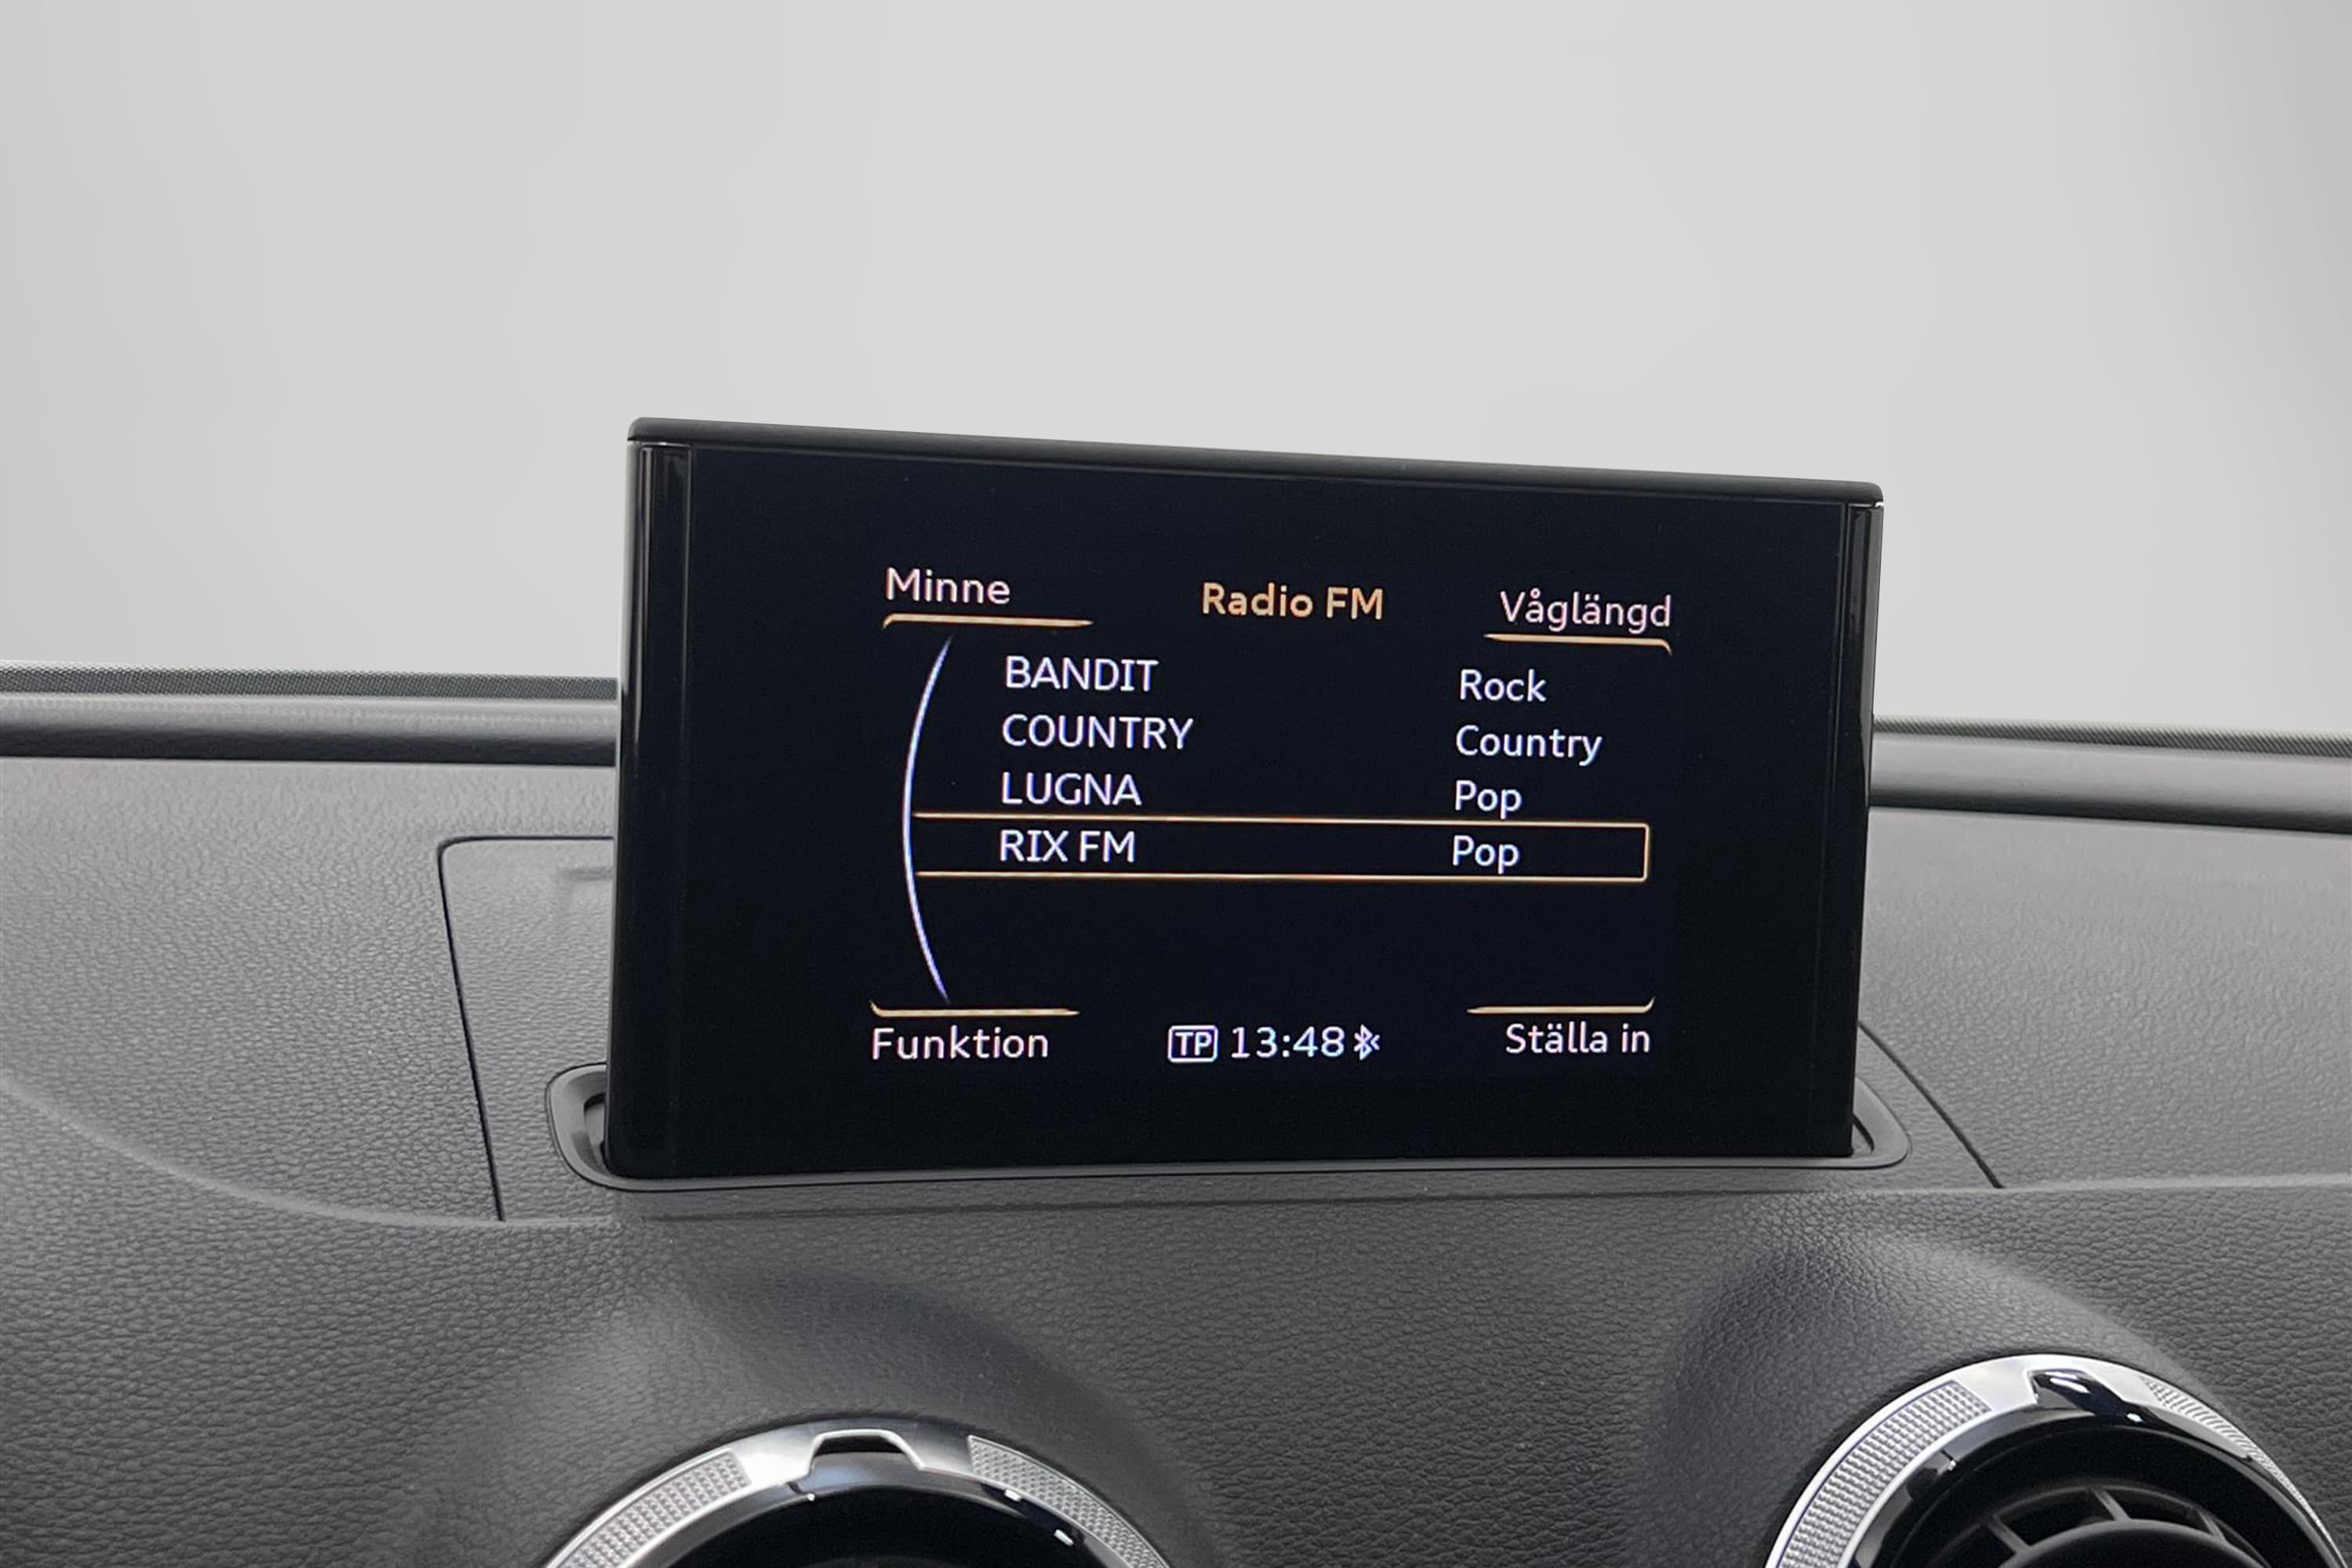 Minne Radio FM Våglängd
BANDIT Rock
COUNTRY Country
LUGNA Pop
RIX FM Pop
Funktion TP 13:48 Ställa in